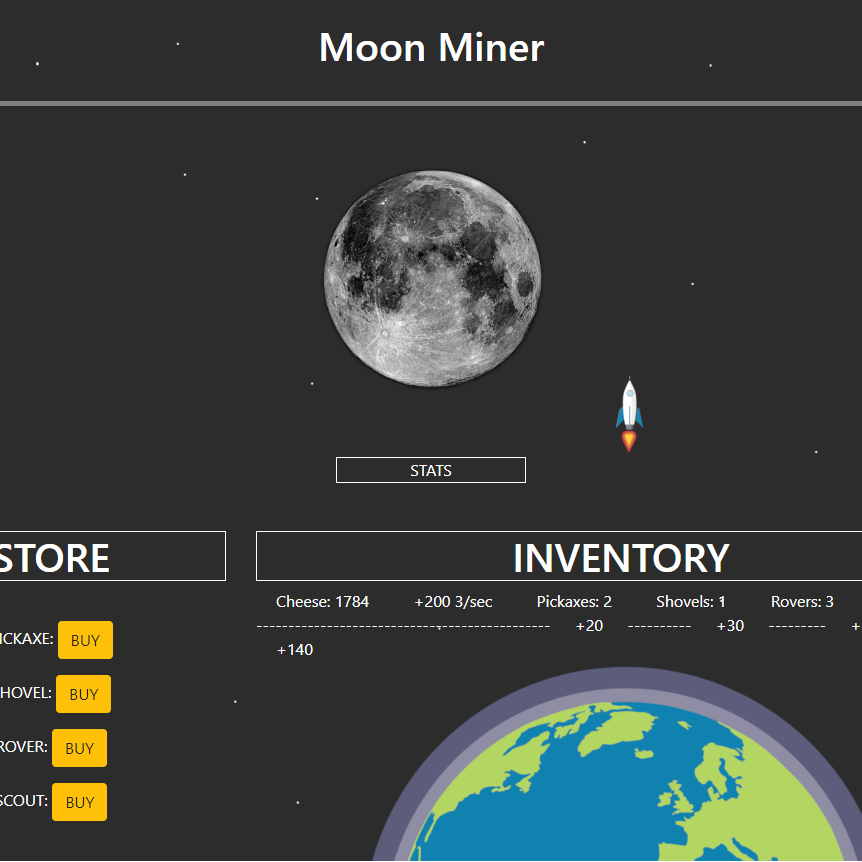 Moon Miner
STATS
STORE
INVENTORY
Cheese: 1784 +200 3/sec Pickaxes: 2 Shovels: 1 Rovers: 3
---------------------------------------------- +20 ---------- +30 --------- +
+140
ICKAXE: BUY
HOVEL: BUY
ROVER: BUY
SCOUT: BUY